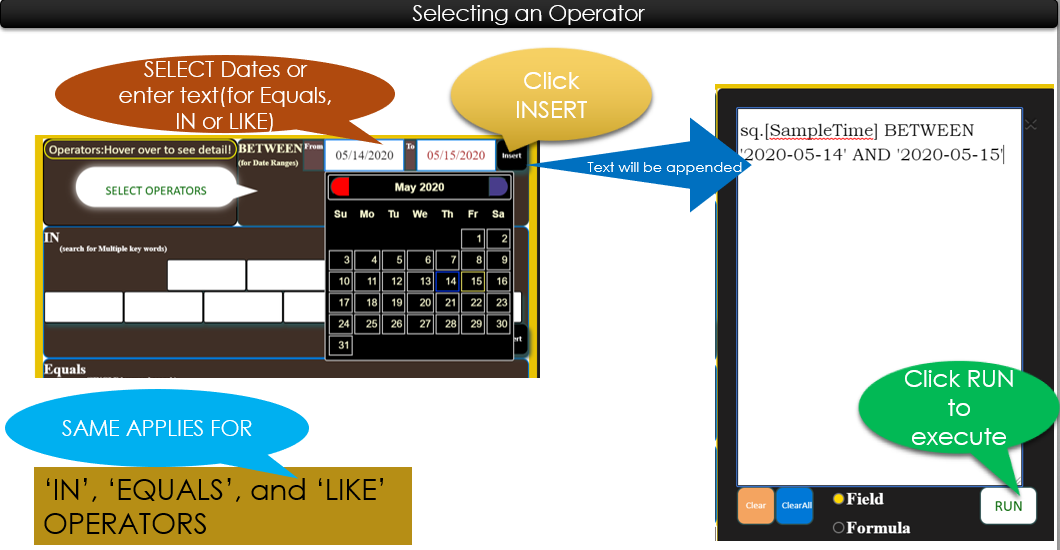 Selecting an Operator
SELECT Dates or
enter text(for Equals,
IN or LIKE)
Click
INSERT
Operators:Hover over to see detail!
BETWEEN
(for Date Ranges)
From
05/14/2020
To
05/15/2020
Insert
SELECT OPERATORS
May 2020
Su Mo Tu We Th Fr Sa
1 2
3 4 5 6 7 8 9
10 11 12 13 14 15 16
17 18 19 20 21 22 23
24 25 26 27 28 29 30
31
IN
(search for Multiple key words)
Equals
Text will be appended
sq.[SampleTime] BETWEEN
'2020-05-14' AND '2020-05-15'
Click RUN
to
execute
Clear
ClearAll
Field
Formula
RUN
SAME APPLIES FOR
‘IN’, ‘EQUALS’, and ‘LIKE’
OPERATORS